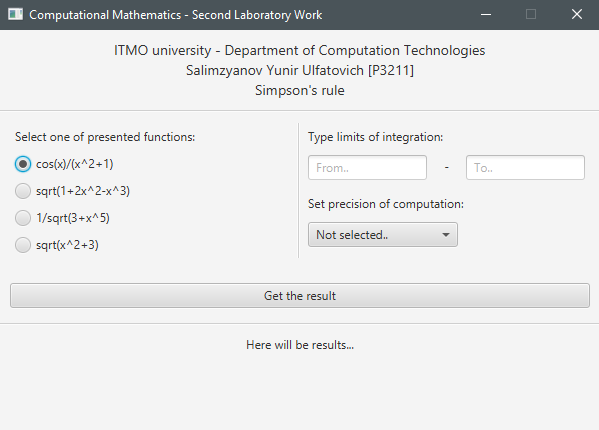 Computational Mathematics - Second Laboratory Work
ITMO university - Department of Computation Technologies
Salimzyanov Yunir Ulfatovich [P3211]
Simpson's rule
Select one of presented functions:
cos(x)/(x^2+1)
sqrt(1+2x^2-x^3)
1/sqrt(3+x^5)
sqrt(x^2+3)
Type limits of integration:
From.. - To..
Set precision of computation:
Not selected..
Get the result
Here will be results...